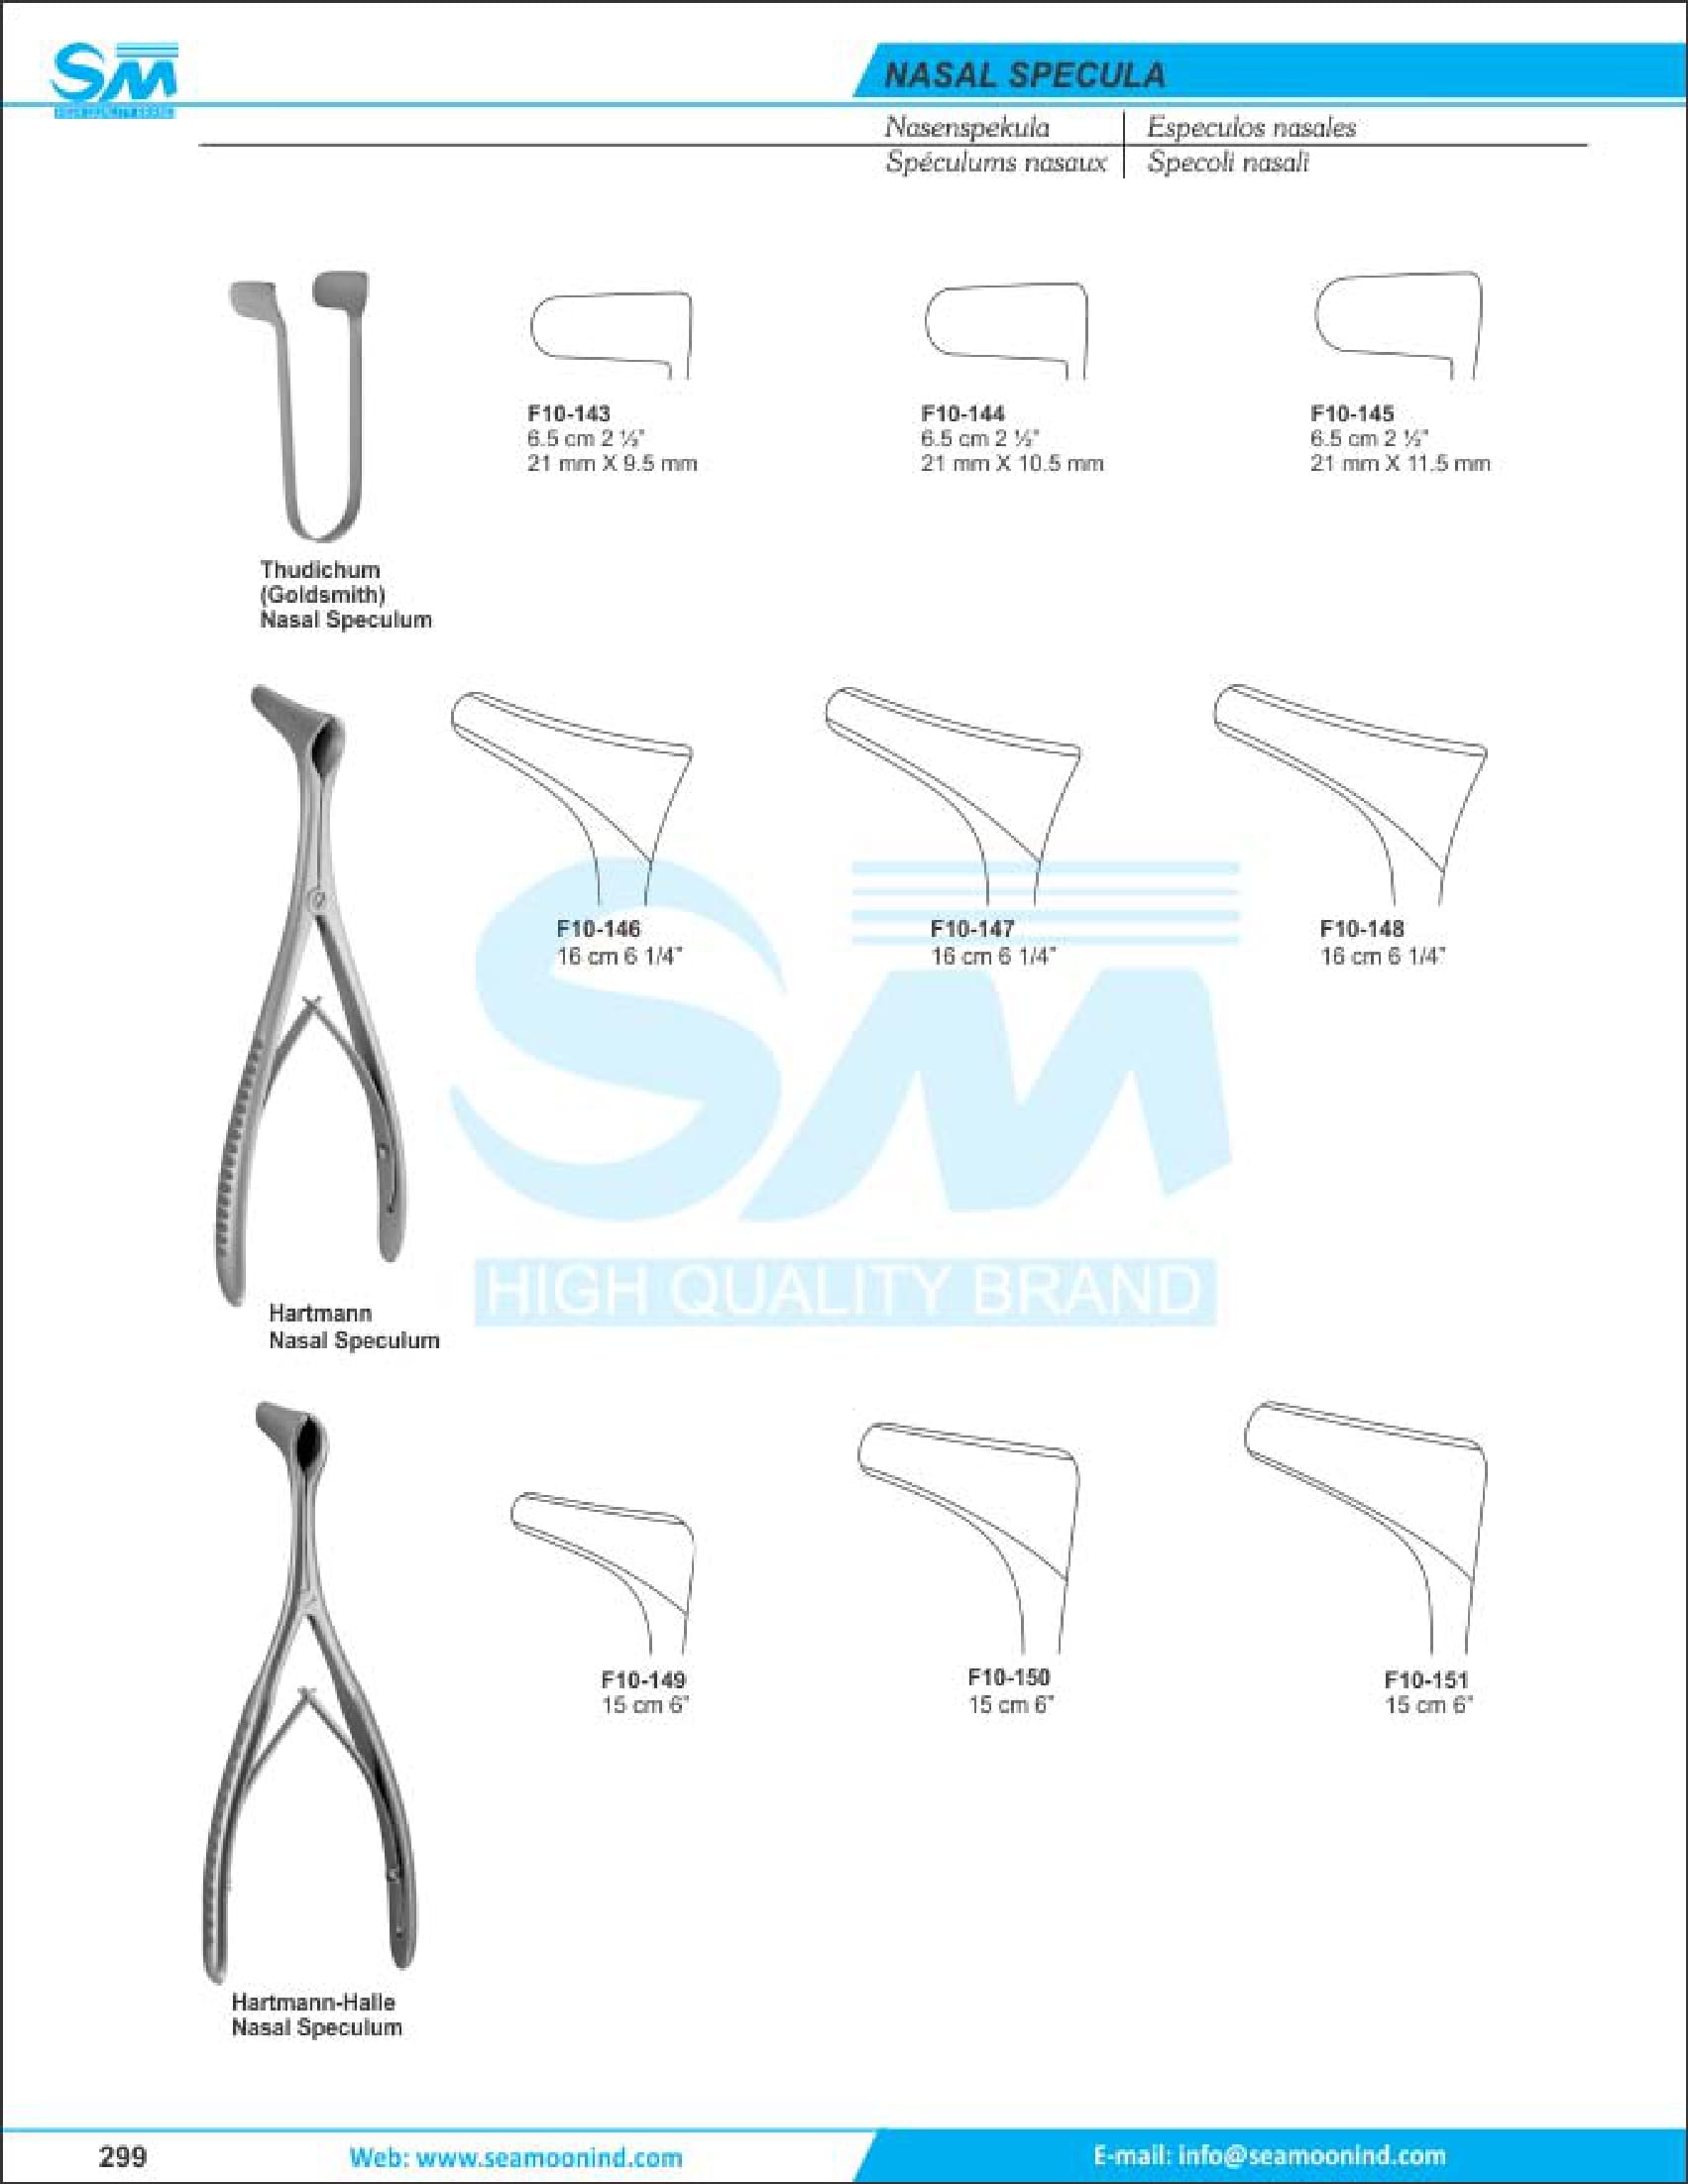 SM
NASAL SPECULA
Nasenspekula
Especulos nasales
Spéculums nasaux
Specoli nasali
F10-143
6.5 cm 2 ½"
21 mm X 9.5 mm
F10-144
6.5 cm 2 ½"
21 mm X 10.5 mm
F10-145
6.5 cm 2 ½"
21 mm X 11.5 mm
Thudichum
(Goldsmith)
Nasal Speculum
F10-146
16 cm 6 1/4"
F10-147
16 cm 6 1/4"
F10-148
16 cm 6 1/4"
SM
HIGH QUALITY BRAND
Hartmann
Nasal Speculum
F10-149
15 cm 6"
F10-150
15 cm 6"
F10-151
15 cm 6"
Hartmann-Halle
Nasal Speculum
299
Web: www.seamoonind.com
E-mail: info@seamoonind.com